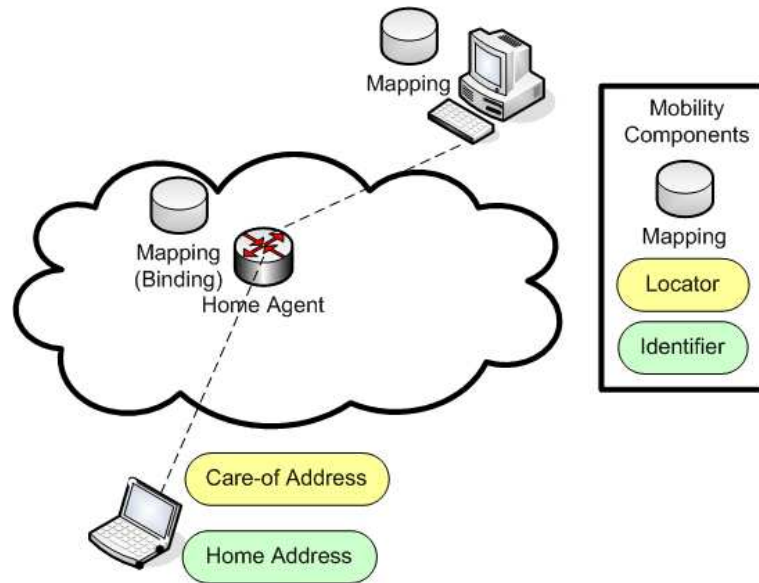 Mapping
Mapping
(Binding)
Home Agent
Care-of Address
Home Address
Mobility
Components
Mapping
Locator
Identifier